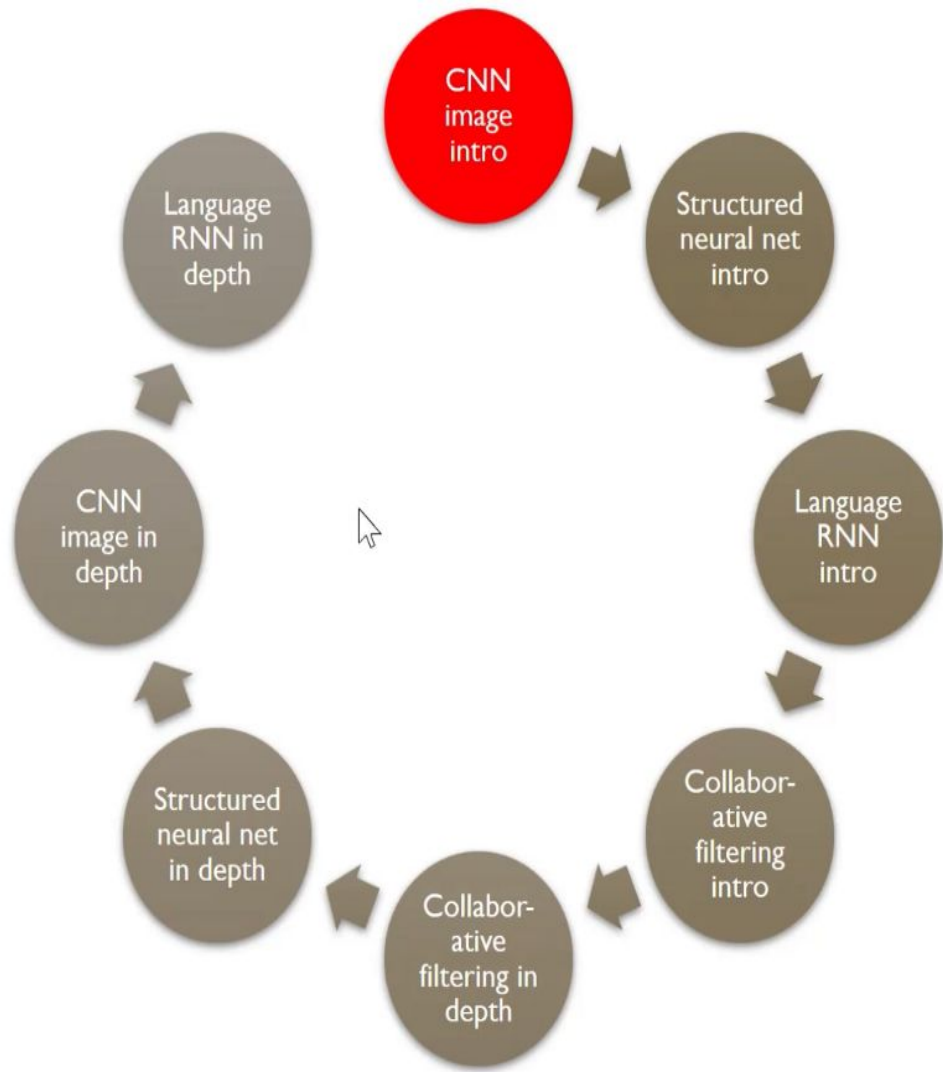 CNN
image
intro
Structured
neural net
intro
Language
RNN
intro
Collabor-
ative
filtering
intro
Collabor-
ative
filtering in
depth
Structured
neural net
in depth
CNN
image in
depth
Language
RNN in
depth